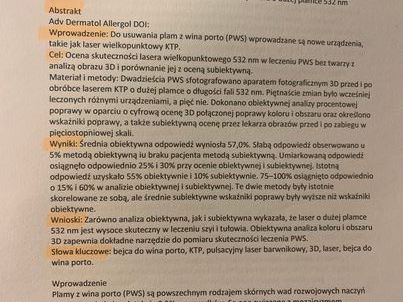 dużej plamce 532 nm
Abstrakt
Adv Dermatol Allergol DOI:
Wprowadzenie: Do usuwania plam z wina porto (PWS) wprowadzane są nowe urządzenia,
takie jak laser wielkopunktowy KTP.
Cel: Ocena skuteczności lasera wielkopunktowego 532 nm w leczeniu PWS bez twarzy z
analizą obrazu 3D i porównanie jej z oceną subiektywną.
Materiał i metody: Dwadzieścia PWS sfotografowano aparatem fotograficznym 3D przed i po
obróbce laserem KTP o dużej plamce o długości fali 532 nm. Piętnaście zmian było wcześniej
leczonych różnymi urządzeniami, a pięć nie. Dokonano obiektywnej analizy procentowej
poprawy w oparciu o cyfrową ocenę 3D połączonej poprawy koloru i obszaru oraz określono
wskaźniki poprawy, a także subiektywną ocenę przez lekarza obrazów przed i po zabiegu w
pięciostopniowej skali.
Wyniki: Średnia obiektywna odpowiedź wyniosła 57,0%. Słabą odpowiedź obserwowano u
5% metodą obiektywną iu braku pacjenta metodą subiektywną. Umiarkowaną odpowiedź
osiągnięto odpowiednio 25% i 30% przy ocenie obiektywnej i subiektywnej. Istotną
odpowiedź uzyskało 55% obiektywnie i 10% subiektywnie. 75–100% osiągnięto odpowiednio
o 15% i 60% w analizie obiektywnej i subiektywnej. Te dwie metody były istotnie
skorelowane ze sobą, ale średnie subiektywne wskaźniki poprawy były wyższe niż wskaźniki
obiektywne.
Wnioski: Zarówno analiza obiektywna, jak i subiektywna wykazała, że laser o dużej plamce
532 nm jest wysoce skuteczny w leczeniu szyi i tułowia. Obiektywna analiza koloru i obszaru
3D zapewnia dokładne narzędzie do pomiaru skuteczności leczenia PWS.
Słowa kluczowe: bejca do wina porto, KTP, pulsacyjny laser barwnikowy, 3D, laser, bejca do
wina porto.
Wprowadzenie
Plamy z wina porto (PWS) są powszechnym rodzajem skórnych wad rozwojowych naczyń